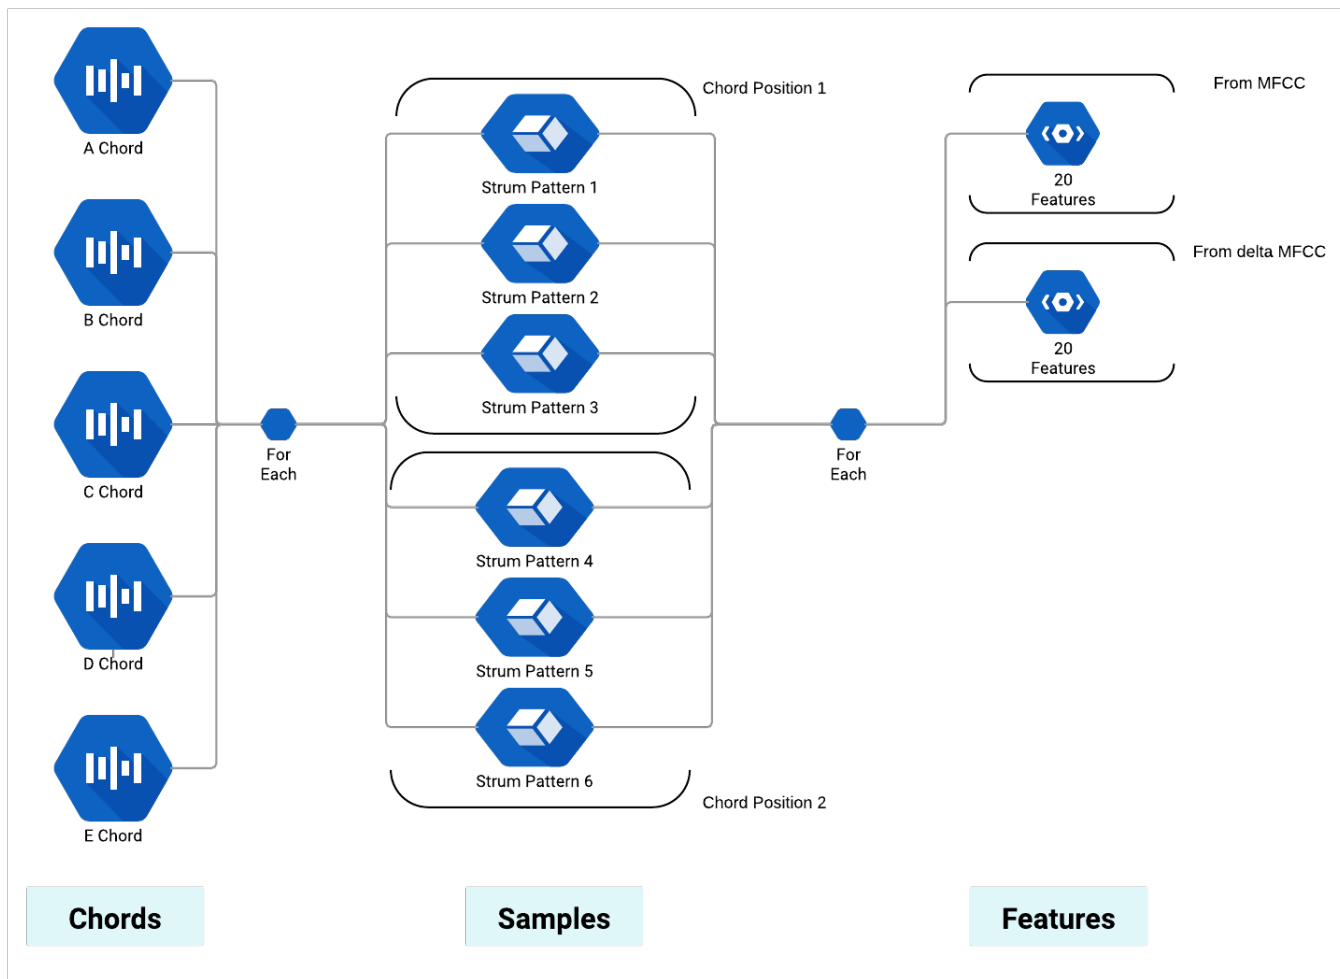 A Chord
B Chord
C Chord
D Chord
E Chord
For
Each
Chord Position 1
Strum Pattern 1
Strum Pattern 2
Strum Pattern 3
Strum Pattern 4
Strum Pattern 5
Strum Pattern 6
Chord Position 2
For
Each
From MFCC
20
Features
From delta MFCC
20
Features
Chords
Samples
Features